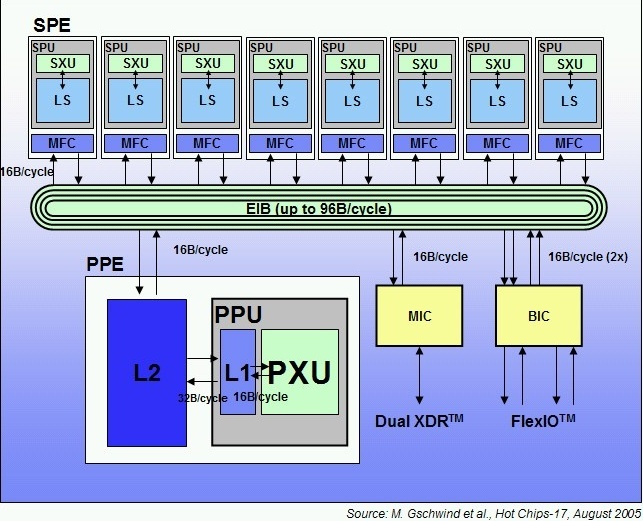 SPE
SPU SPU SPU SPU SPU SPU SPU SPU
SXU SXU SXU SXU SXU SXU SXU SXU
LS LS LS LS LS LS LS LS
MFC MFC MFC MFC MFC MFC MFC MFC
16B/cycle
EIB (up to 96B/cycle)
16B/cycle 16B/cycle 16B/cycle (2x)
PPE
PPU
MIC BIC
L2 L1 PXU
32B/cycle 16B/cycle
Dual XDR™ FlexIO™
Source: M. Gschwind et al., Hot Chips-17, August 2005